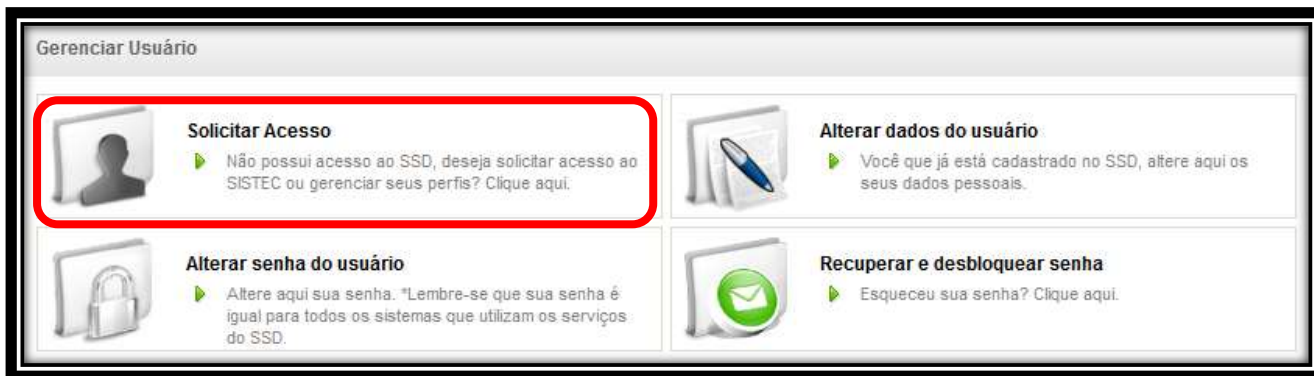 Gerenciar Usuário
Solicitar Acesso
Não possui acesso ao SSD, deseja solicitar acesso ao
SISTEC ou gerenciar seus perfis? Clique aqui.
Alterar dados do usuário
Você que já está cadastrado no SSD, altere aqui os
seus dados pessoais.
Alterar senha do usuário
Altere aqui sua senha. *Lembre-se que sua senha é
igual para todos os sistemas que utilizam os serviços
do SSD.
Recuperar e desbloquear senha
Esqueceu sua senha? Clique aqui.